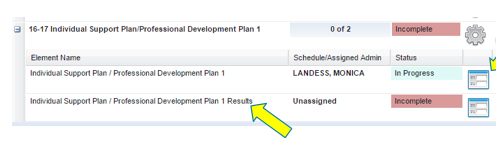 16-17 Individual Support Plan/Professional Development Plan 1 0 of 2 Incomplete
Element Name Schedule/Assigned Admin Status
Individual Support Plan / Professional Development Plan 1 LANDESS, MONICA In Progress
Individual Support Plan / Professional Development Plan 1 Results Unassigned Incomplete